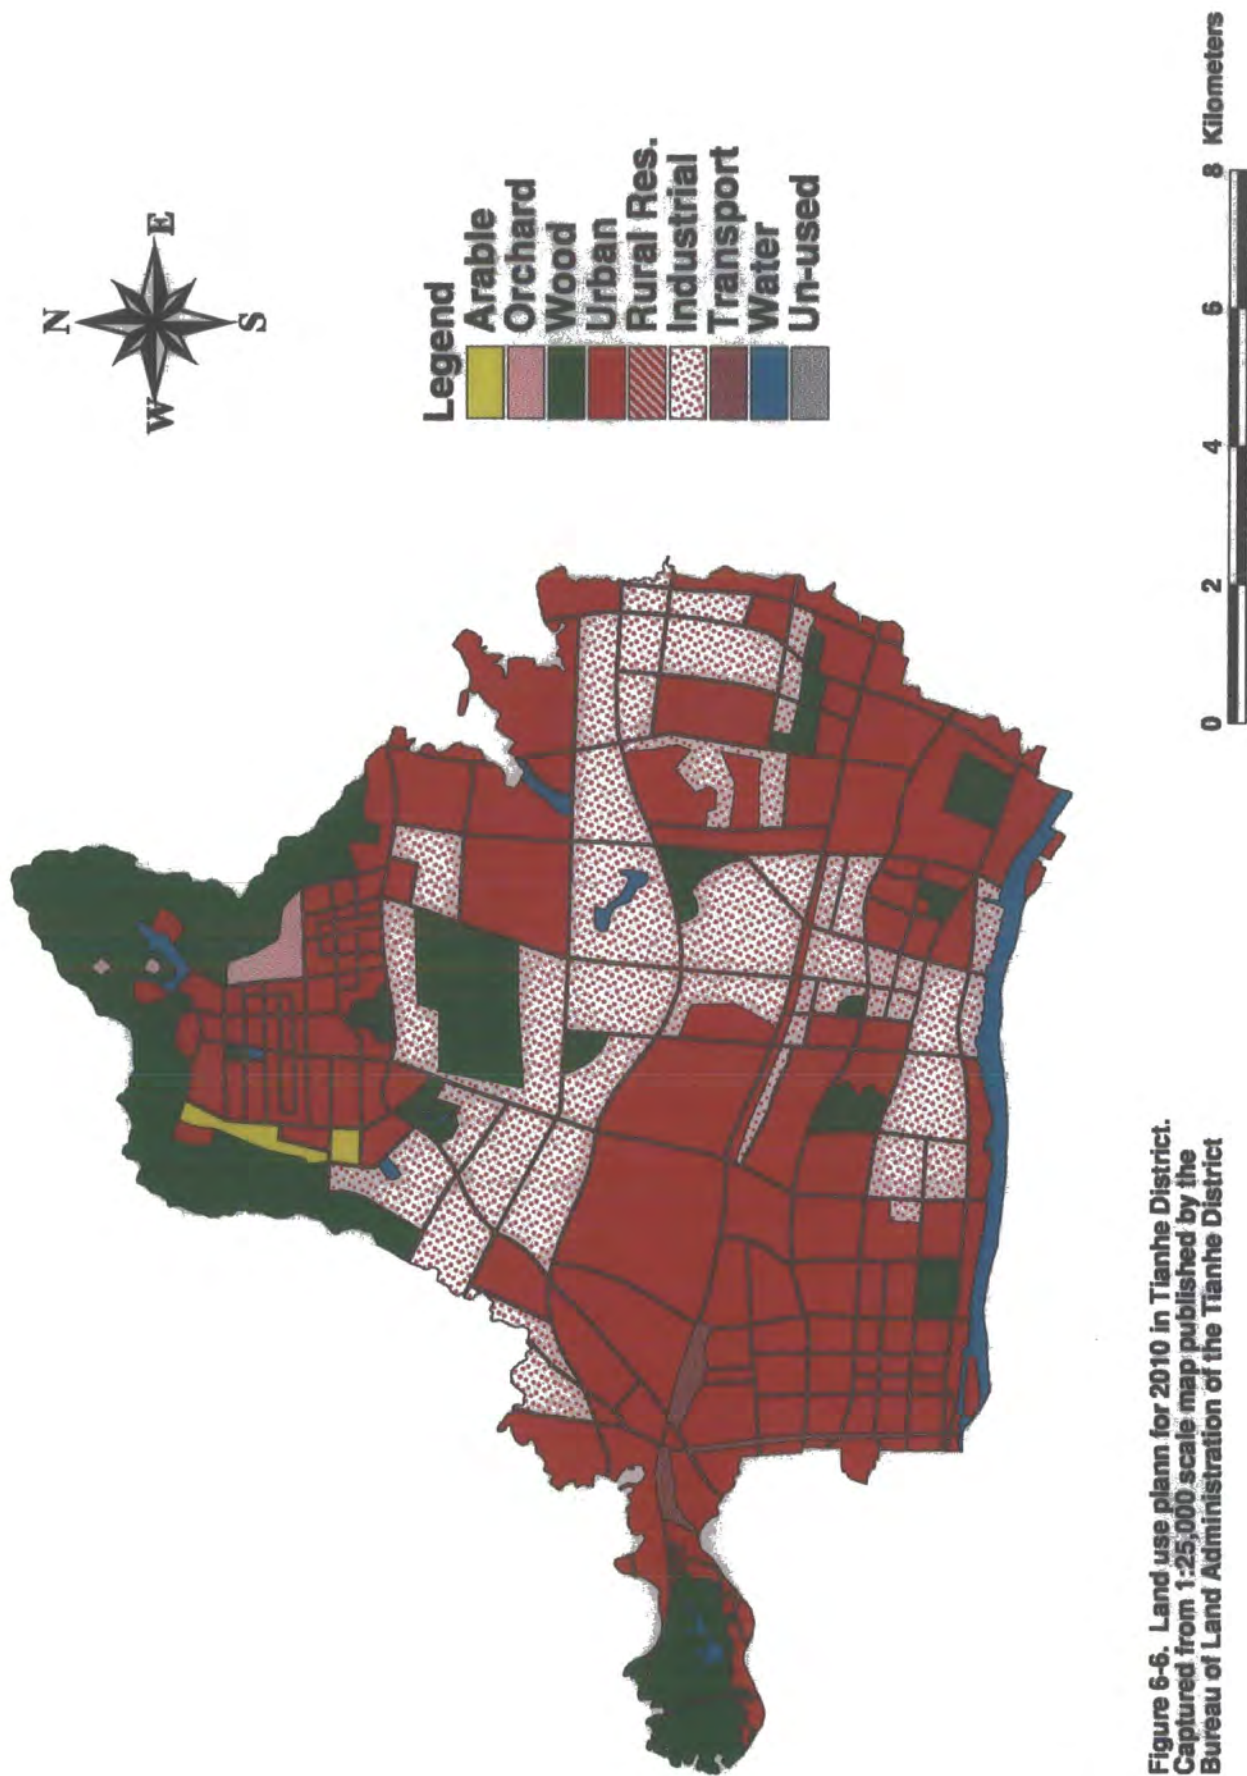 N
W
E
S
Legend
Arable
Orchard
Wood
Urban
Rural Res.
Industrial
Transport
Water
Un-used
0 2 4 6 8 Kilometers
Figure 6-6. Land use plann for 2010 in Tianhe District.
Captured from 1:25,000 scale map published by the
Bureau of Land Administration of the Tianhe District